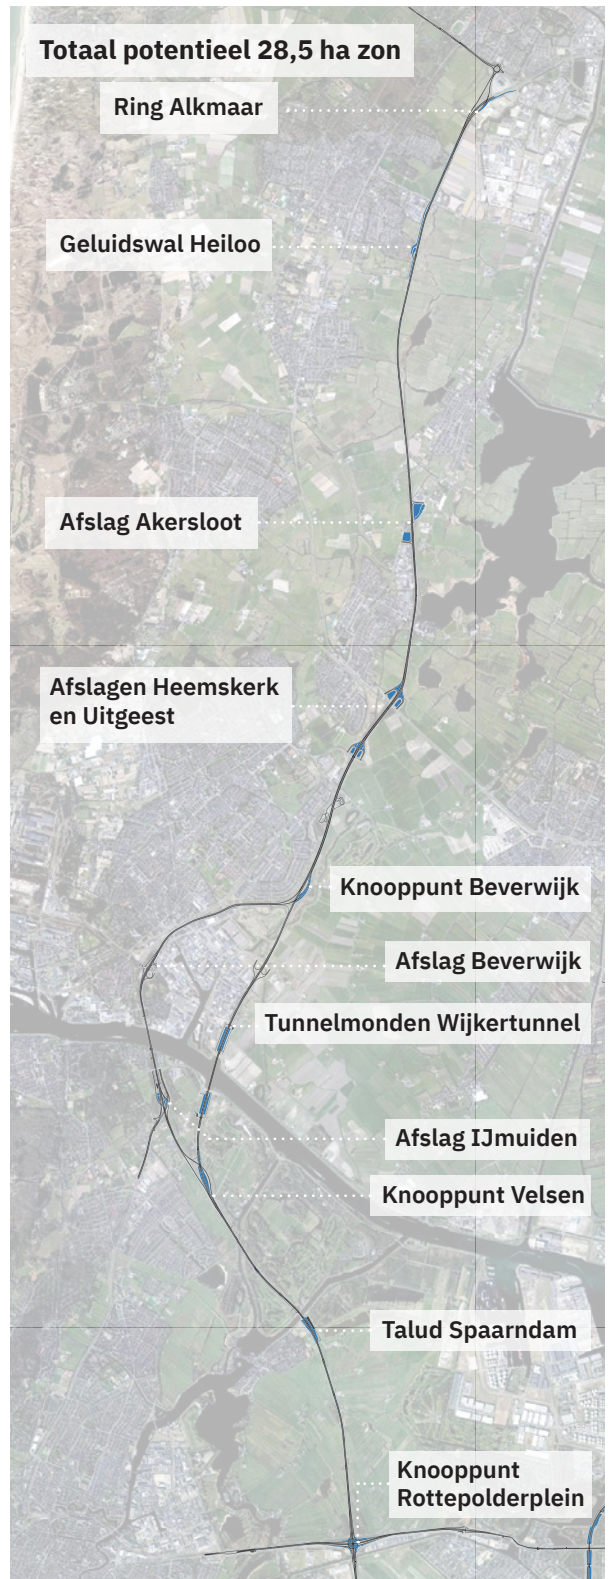 Totaal potentieel 28,5 ha zon
Ring Alkmaar
Geluidswal Heiloo
Afslag Akersloot
Afslagen Heemskerk
en Uitgeest
Knooppunt Beverwijk
Afslag Beverwijk
Tunnelmonden Wijkertunnel
Afslag IJmuiden
Knooppunt Velsen
Talud Spaarndam
Knooppunt
Rottepolderplein